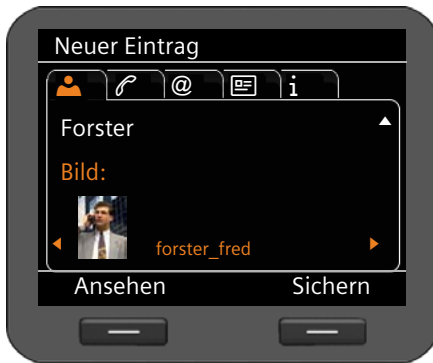 Neuer Eintrag
@ i
Forster
Bild:
forster_fred
Ansehen Sichern